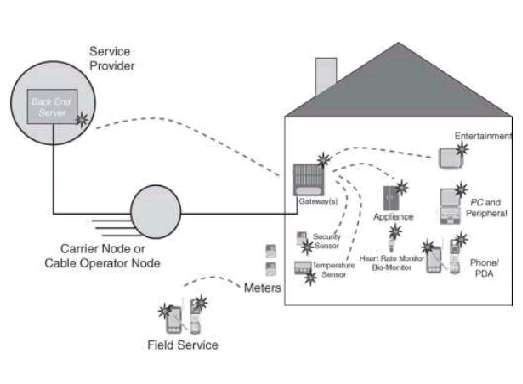 Service
Provider
Back End
Server
Carrier Node or
Cable Operator Node
Field Service
Meters
Gateway(s)
Security
Sensor
Temperature
Sensor
Appliance
Heart Rate Monitor
Bio-Monitor
Entertainment
PC and
Peripheral
Phone/
PDA